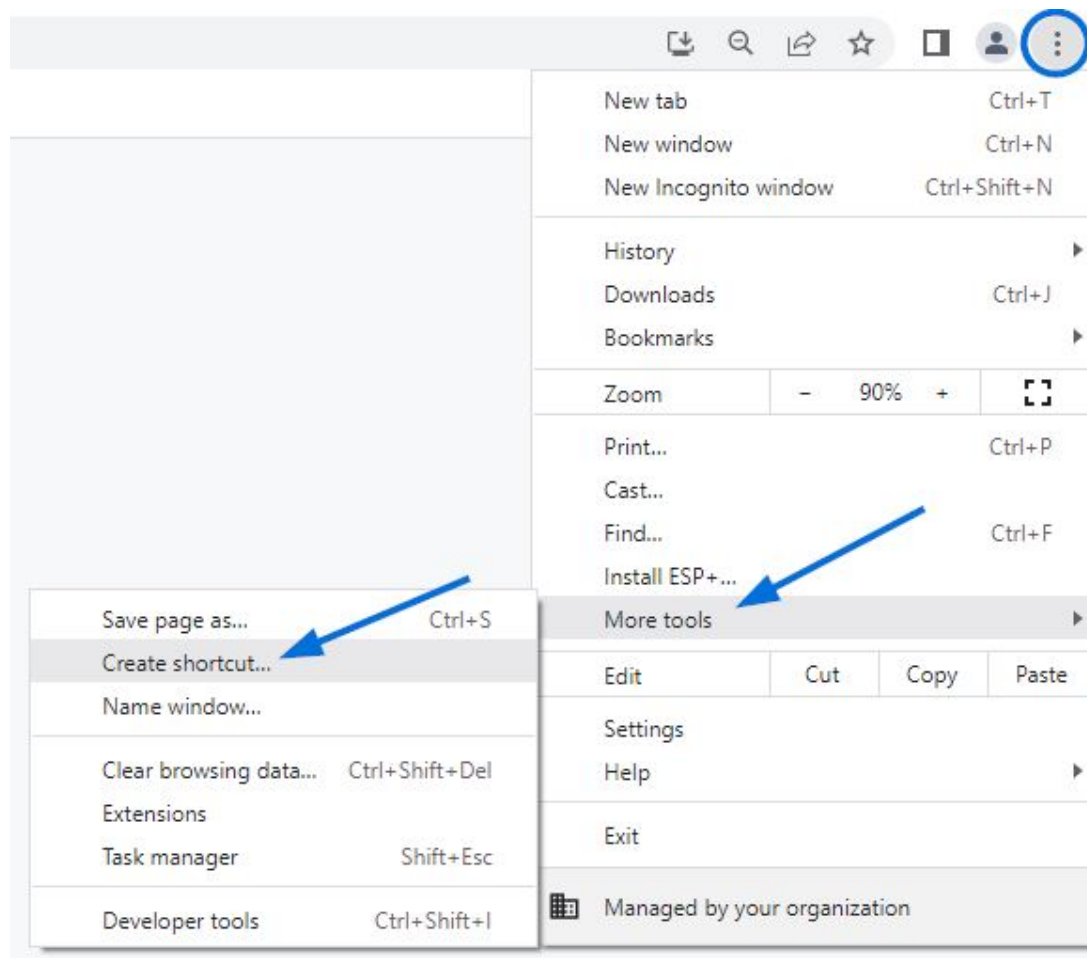 New tab Ctrl+T
New window Ctrl+N
New Incognito window Ctrl+Shift+N
History
Downloads Ctrl+J
Bookmarks
Zoom - 90% +
Print... Ctrl+P
Cast...
Find... Ctrl+F
Install ESP+...
More tools
Edit Cut Copy Paste
Settings
Help
Exit
Managed by your organization
Save page as... Ctrl+S
Create shortcut...
Name window...
Clear browsing data... Ctrl+Shift+Del
Extensions
Task manager Shift+Esc
Developer tools Ctrl+Shift+I